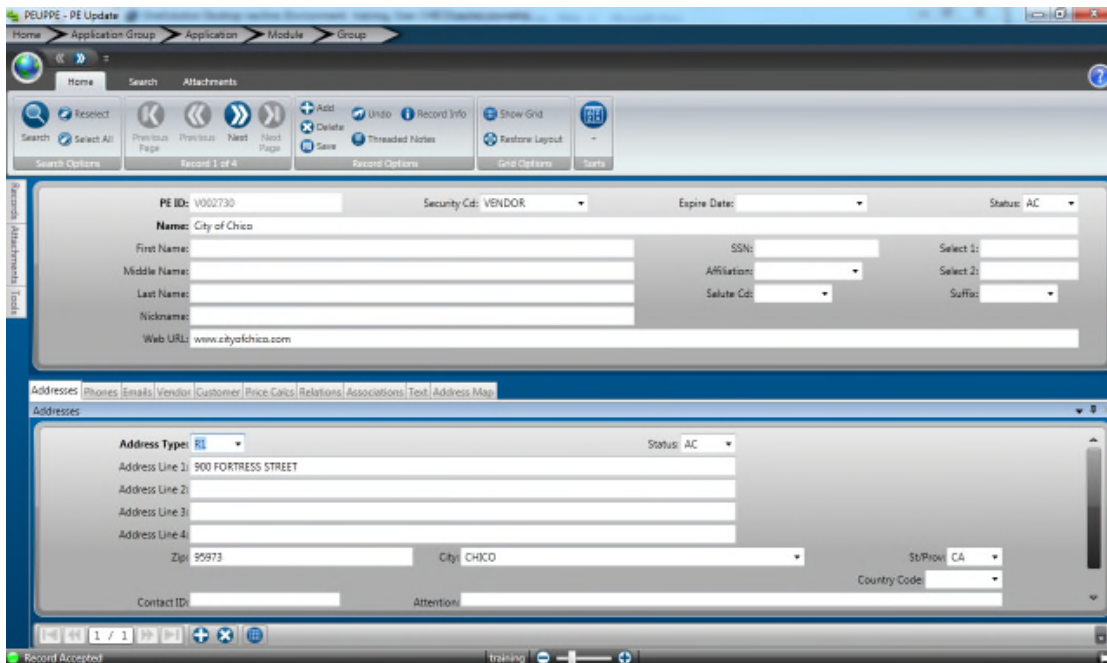 PEUPPE - PE Update
Home Application Group Application Module Group
Home Search Attachments
Search
Reselect
Select All
Search Options
Previous Page
Previous
Next
Next Page
Record 1 of 4
Add
Delete
Save
Undo
Record Info
Threaded Notes
Record Options
Show Grid
Restore Layout
Grid Options
Sorts
Records
Attachments
Tools
PE ID: V002730 Security Cd: VENDOR Expire Date: Status: AC
Name: City of Chico
First Name: SSN: Select 1:
Middle Name: Affiliation: Select 2:
Last Name: Salute Cd: Suffix:
Nickname:
Web URL: www.cityofchico.com
Addresses Phones Emails Vendor Customer Price Calcs Relations Associations Text Address Map
Addresses
Address Type: R1 Status: AC
Address Line 1: 900 FORTRESS STREET
Address Line 2:
Address Line 3:
Address Line 4:
Zip: 95973 City: CHICO St/Prov: CA
Country Code:
Contact ID: Attention:
1 / 1
Record Accepted training